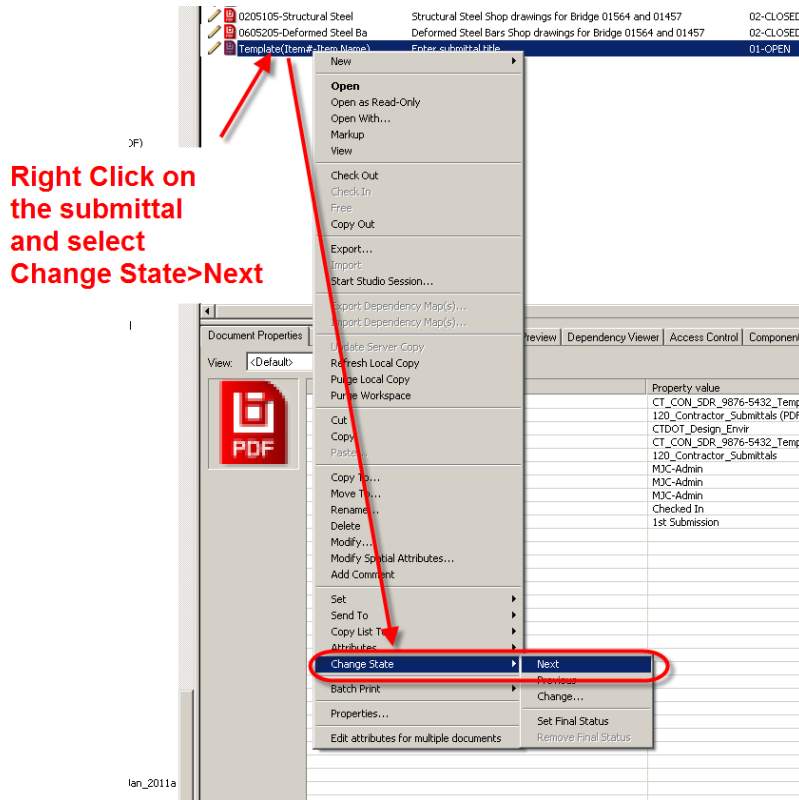 0205105-Structural Steel Structural Steel Shop drawings for Bridge 01564 and 01457 02-CLOSED
0605205-Deformed Steel Ba Deformed Steel Bars Shop drawings for Bridge 01564 and 01457 02-CLOSED
Template(Item#-Item Name) Enter submittal title 01-OPEN
New
Open
Open as Read-Only
Open With...
Markup
View
DF)
Right Click on
the submittal
and select
Change State>Next
Check Out
Check In
Free
Copy Out
Export...
Import
Start Studio Session...
Export Dependency Map(s)...
Import Dependency Map(s)...
Update Server Copy
Refresh Local Copy
Purge Local Copy
Purge Workspace
Cut
Copy
Paste...
Copy To...
Move To...
Rename...
Delete
Modify...
Modify Spatial Attributes...
Add Comment
Set
Send To
Copy List To
Attributes
Change State
Batch Print
Properties...
Edit attributes for multiple documents
Next
Previous
Change...
Set Final Status
Remove Final Status
Document Properties Preview Dependency Viewer Access Control Component
View: <Default>
PDF
Property value
CT_CON_SDR_9876-5432_Temp
120_Contractor_Submittals (PDF
CTDOT_Design_Envir
CT_CON_SDR_9876-5432_Temp
120_Contractor_Submittals
MJC-Admin
MJC-Admin
MJC-Admin
Checked In
1st Submission
Jan_2011a